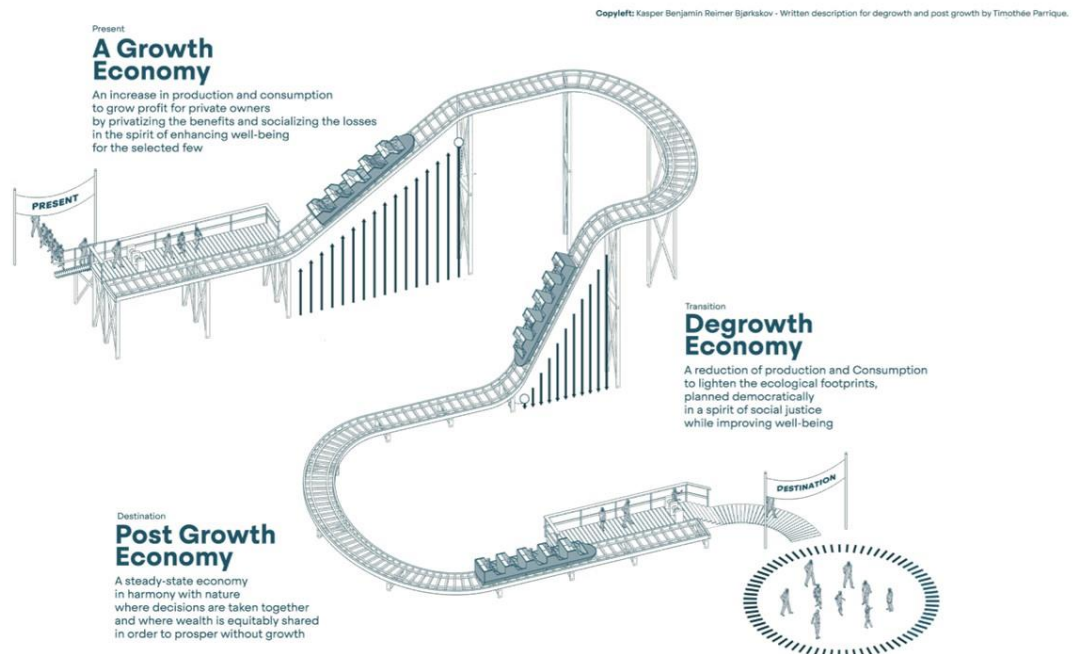 Copyleft: Kasper Benjamin Reimer Bjørkskov - Written description for degrowth and post growth by Timothée Parrique.
Present
A Growth
Economy
An increase in production and consumption
to grow profit for private owners
by privatizing the benefits and socializing the losses
in the spirit of enhancing well-being
for the selected few
PRESENT
Transition
Degrowth
Economy
A reduction of production and Consumption
to lighten the ecological footprints,
planned democratically
in a spirit of social justice
while improving well-being
DESTINATION
Destination
Post Growth
Economy
A steady-state economy
in harmony with nature
where decisions are taken together
and where wealth is equitably shared
in order to prosper without growth